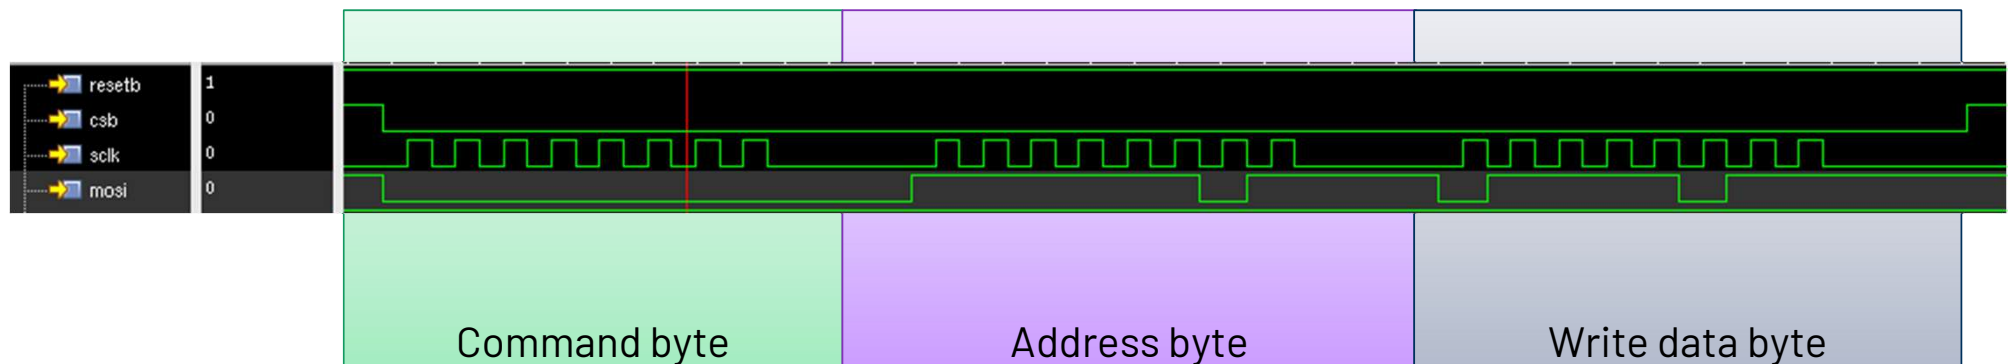 resetb 1
csb 0
sclk 0
mosi 0
Command byte
Address byte
Write data byte